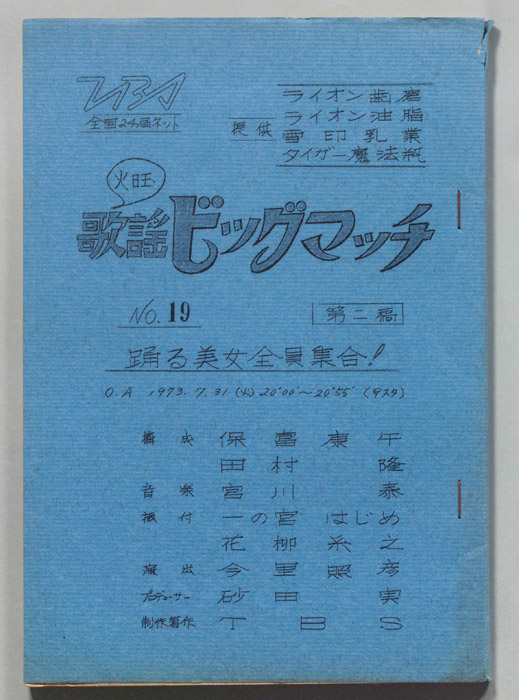 TBS
全国24局ネット
提供
ライオン歯磨
ライオン油脂
雪印乳業
タイガー魔法瓶
火旺
歌謡ビッグマッチ
NO. 19
第二稿
踊る美女全員集合!
O.A 1973. 7. 31 (火) 20°00'~20°55' (Gスタ)
構成 保富康午
田村隆
音楽 宮川泰
振付 一の宮はじめ
花柳糸之
演出 今里照彦
プロデューサー 砂田実
制作著作 TBS